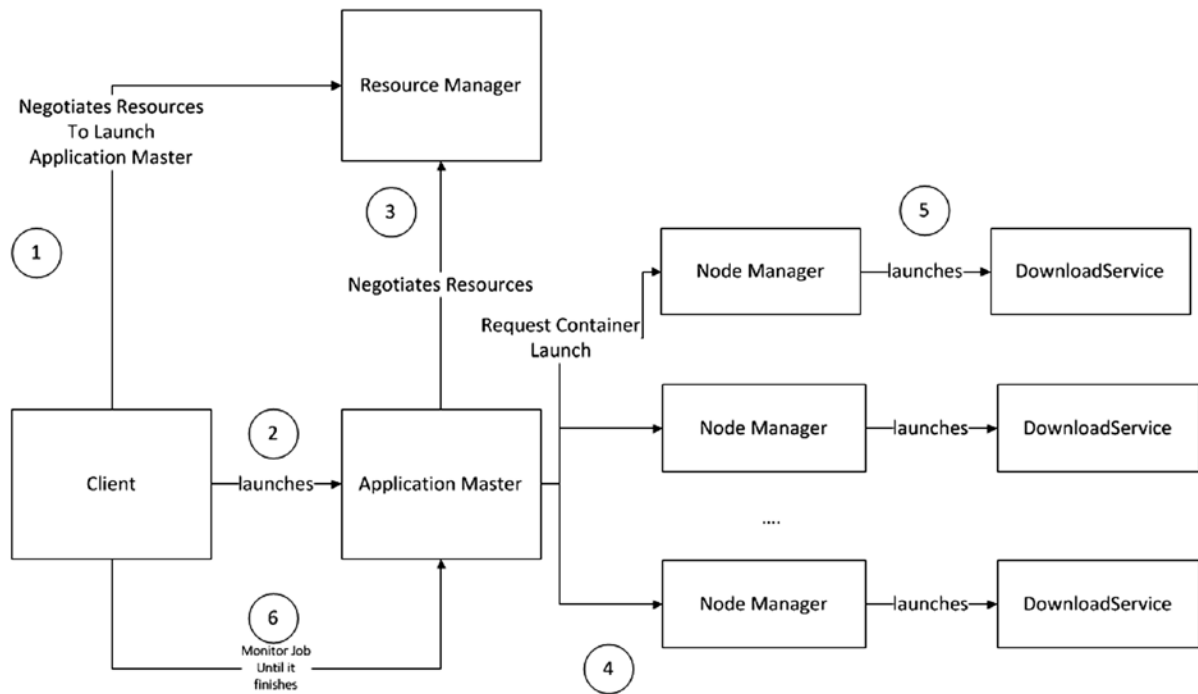 Resource Manager
Negotiates Resources
To Launch
Application Master
1
3
Negotiates Resources
5
Node Manager
launches
DownloadService
Request Container
Launch
2
Client
launches
Application Master
Node Manager
launches
DownloadService
....
Node Manager
launches
DownloadService
6
Monitor Job
Until it
finishes
4